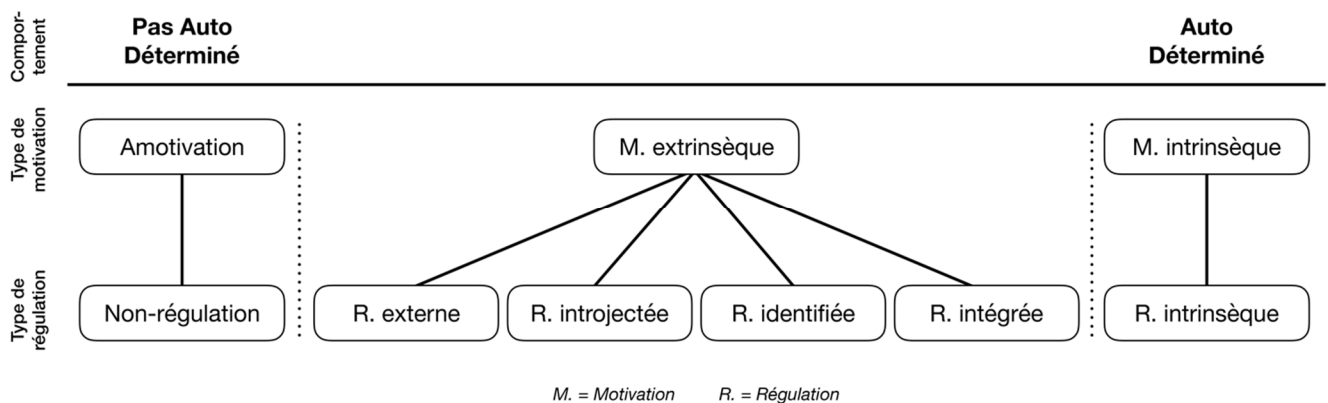 Compor-
tement
Pas Auto
Déterminé
Auto
Déterminé
Type de
motivation
Amotivation
M. extrinsèque
M. intrinsèque
Type de
régulation
Non-régulation
R. externe
R. introjectée
R. identifiée
R. intégrée
R. intrinsèque
M. = Motivation
R. = Régulation